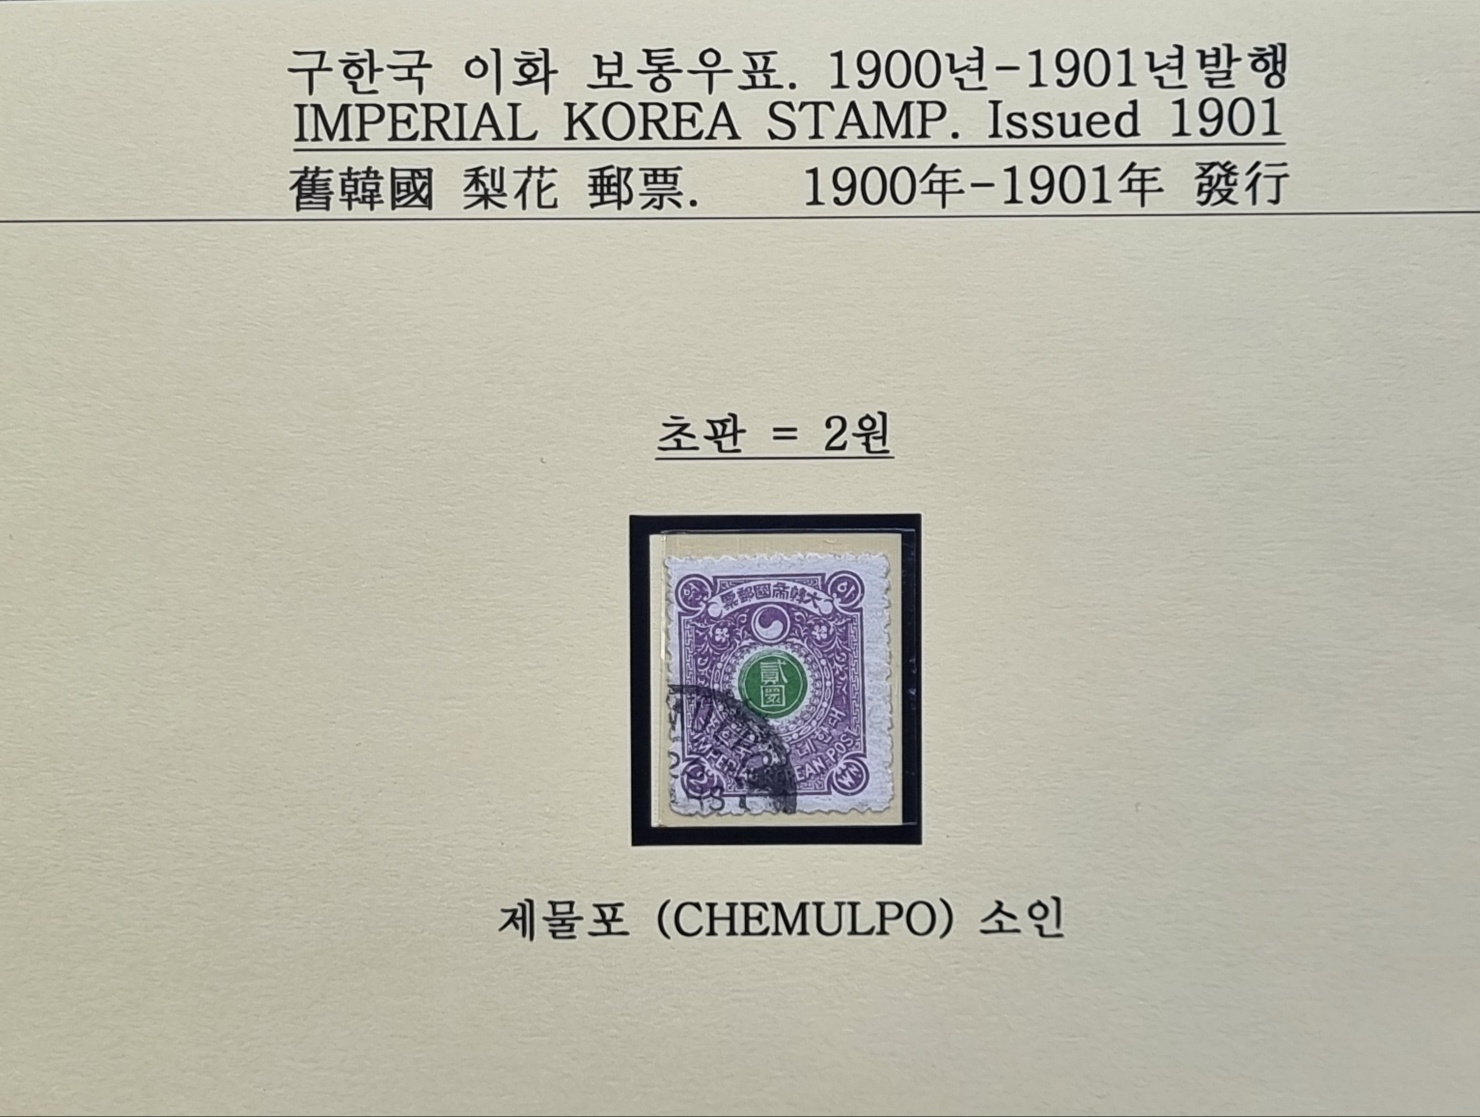 구한국 이화 보통우표. 1900년-1901년발행
IMPERIAL KOREA STAMP. Issued 1901
舊韓國 梨花 郵票. 1900年-1901年 發行
초판 = 2원
票郵國帝韓大
貳
圜
제물포 (CHEMULPO) 소인